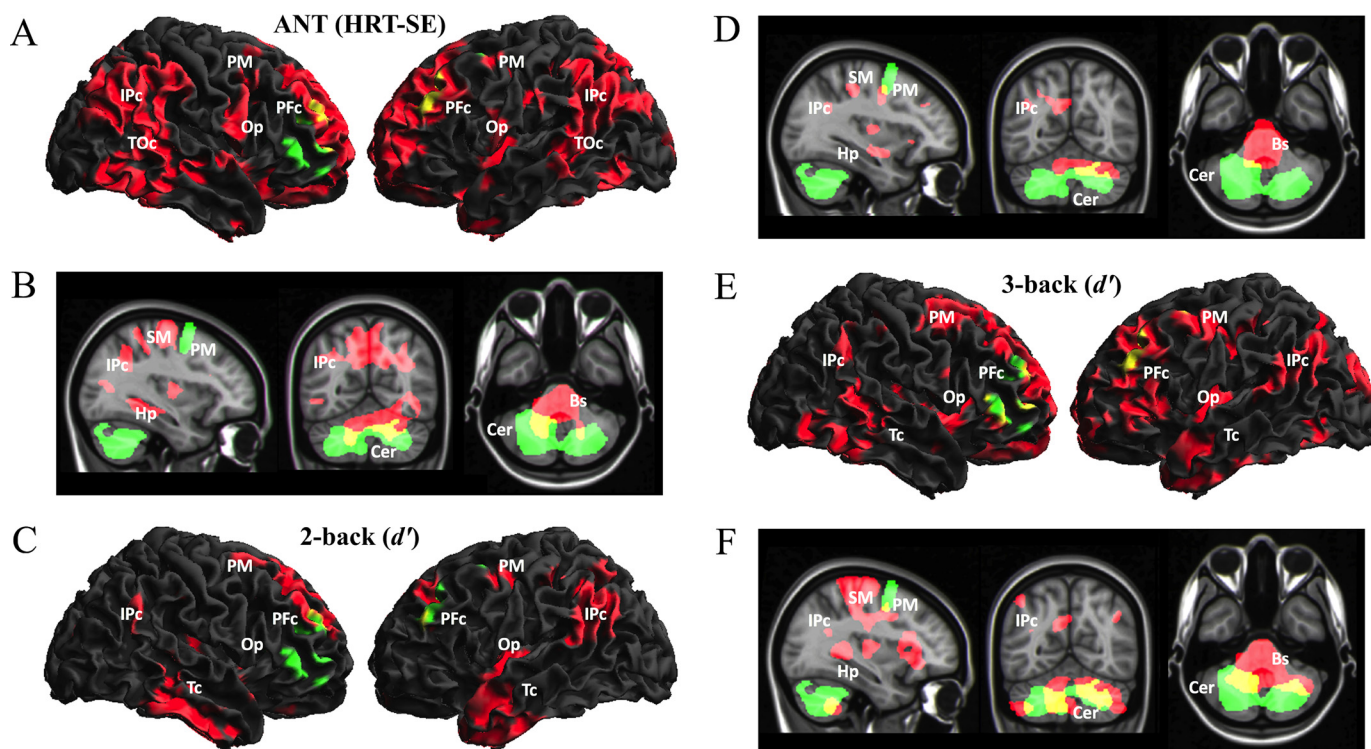 A
ANT (HRT-SE)
PM
IPc
PFc
Op
TOc
PM
IPc
PFc
Op
TOc
B
SM
PM
IPc
Hp
IPc
Cer
Bs
Cer
C
2-back (d')
PM
IPc
PFc
Op
Tc
PM
IPc
PFc
Op
Tc
D
SM
PM
IPc
Hp
IPc
Cer
Bs
Cer
E
3-back (d')
PM
IPc
PFc
Op
Tc
PM
IPc
PFc
Op
Tc
F
SM
PM
IPc
Hp
IPc
Cer
Bs
Cer